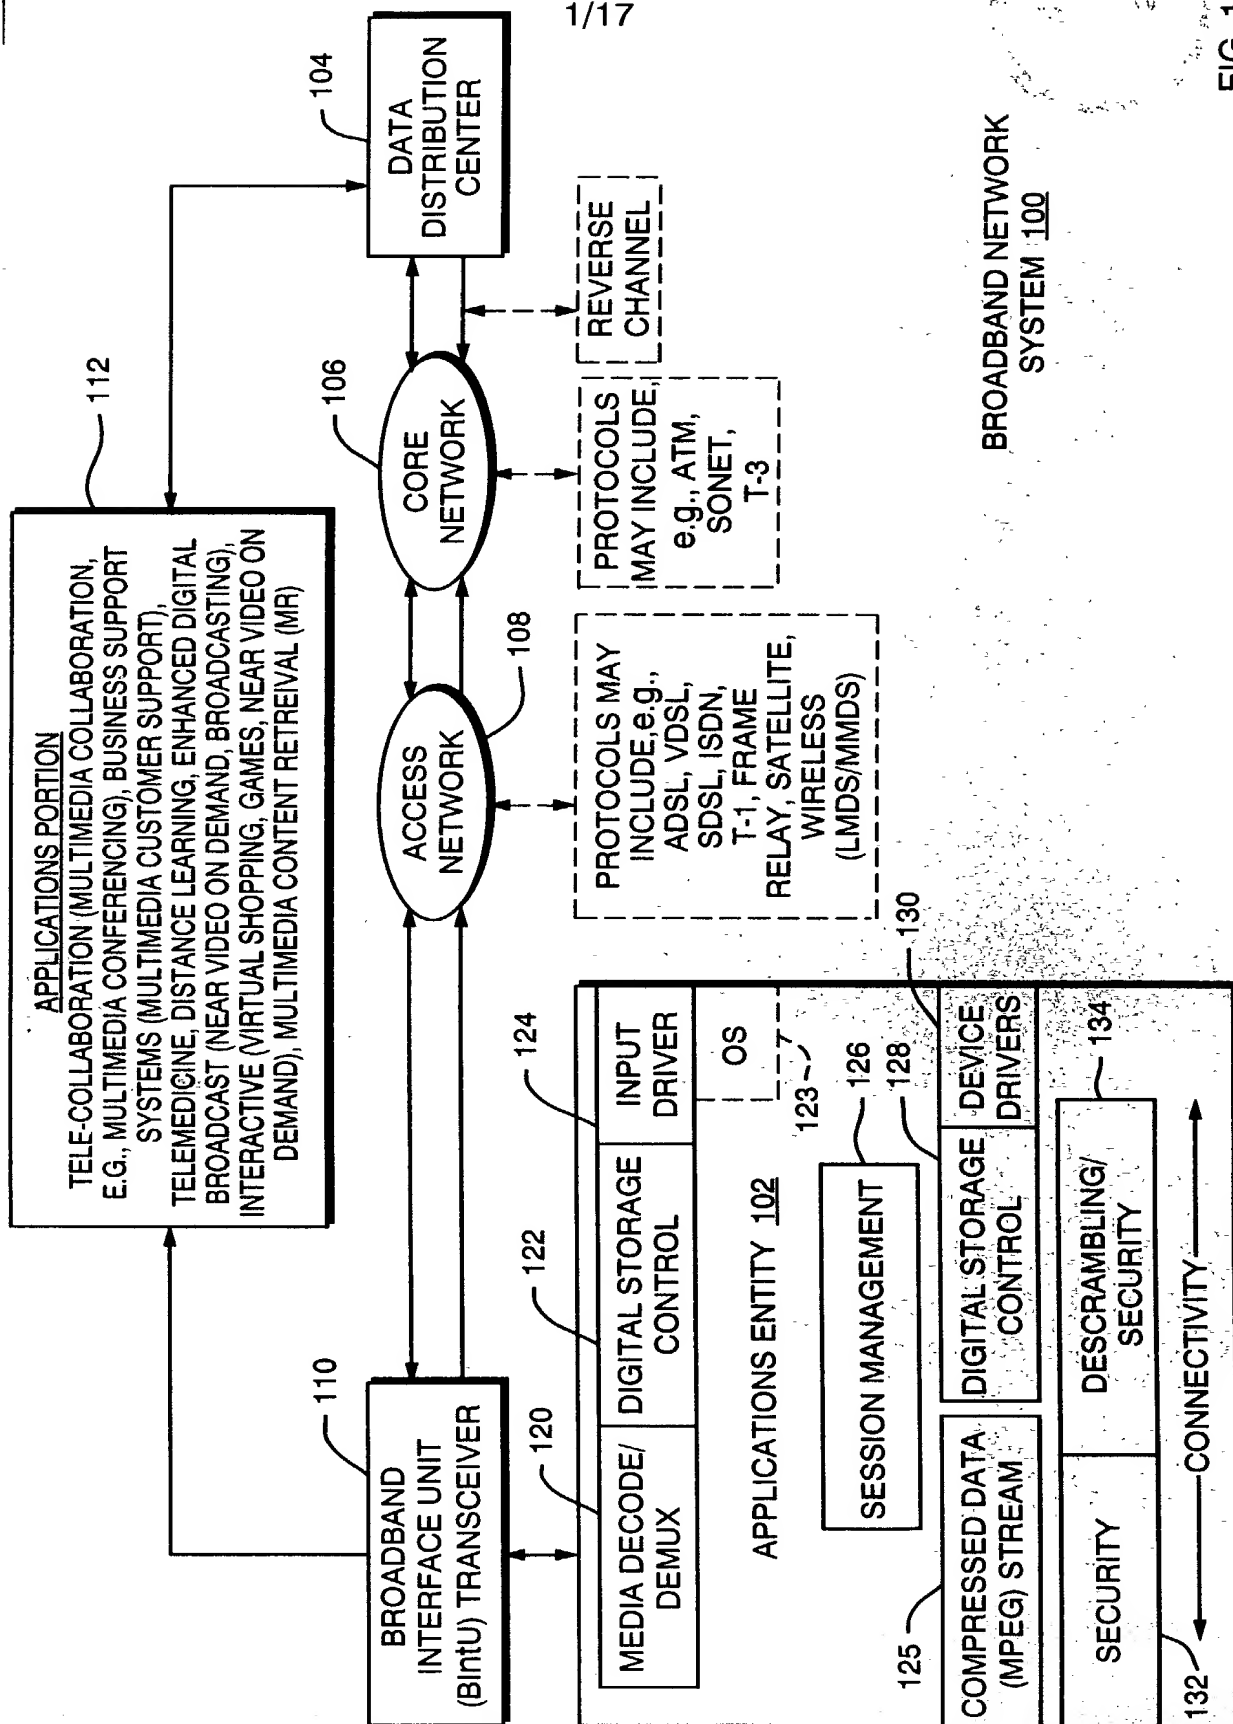 1/17
APPLICATIONS PORTION
TELE-COLLABORATION (MULTIMEDIA COLLABORATION,
E.G., MULTIMEDIA CONFERENCING), BUSINESS SUPPORT
SYSTEMS (MULTIMEDIA CUSTOMER SUPPORT),
TELEMEDICINE, DISTANCE LEARNING, ENHANCED DIGITAL
BROADCAST (NEAR VIDEO ON DEMAND, BROADCASTING),
INTERACTIVE (VIRTUAL SHOPPING, GAMES, NEAR VIDEO ON
DEMAND), MULTIMEDIA CONTENT RETREIVAL (MR)
112
110
BROADBAND
INTERFACE UNIT
(BIntU) TRANSCEIVER
ACCESS
NETWORK
108
CORE
NETWORK
106
DATA
DISTRIBUTION
CENTER
104
PROTOCOLS MAY
INCLUDE,e.g.,
ADSL, VDSL,
SDSL, ISDN,
T-1, FRAME
RELAY, SATELLITE,
WIRELESS
(LMDS/MMDS)
PROTOCOLS
MAY INCLUDE,
e.g., ATM,
SONET,
T-3
REVERSE
CHANNEL
120
122
124
MEDIA DECODE/
DEMUX
DIGITAL STORAGE
CONTROL
INPUT
DRIVER
OS
123
APPLICATIONS ENTITY 102
126
SESSION MANAGEMENT
125
128
130
COMPRESSED DATA
(MPEG) STREAM
DIGITAL STORAGE
CONTROL
DEVICE
DRIVERS
SECURITY
DESCRAMBLING/
SECURITY
134
132
CONNECTIVITY
BROADBAND NETWORK
SYSTEM 100
FIG. 1